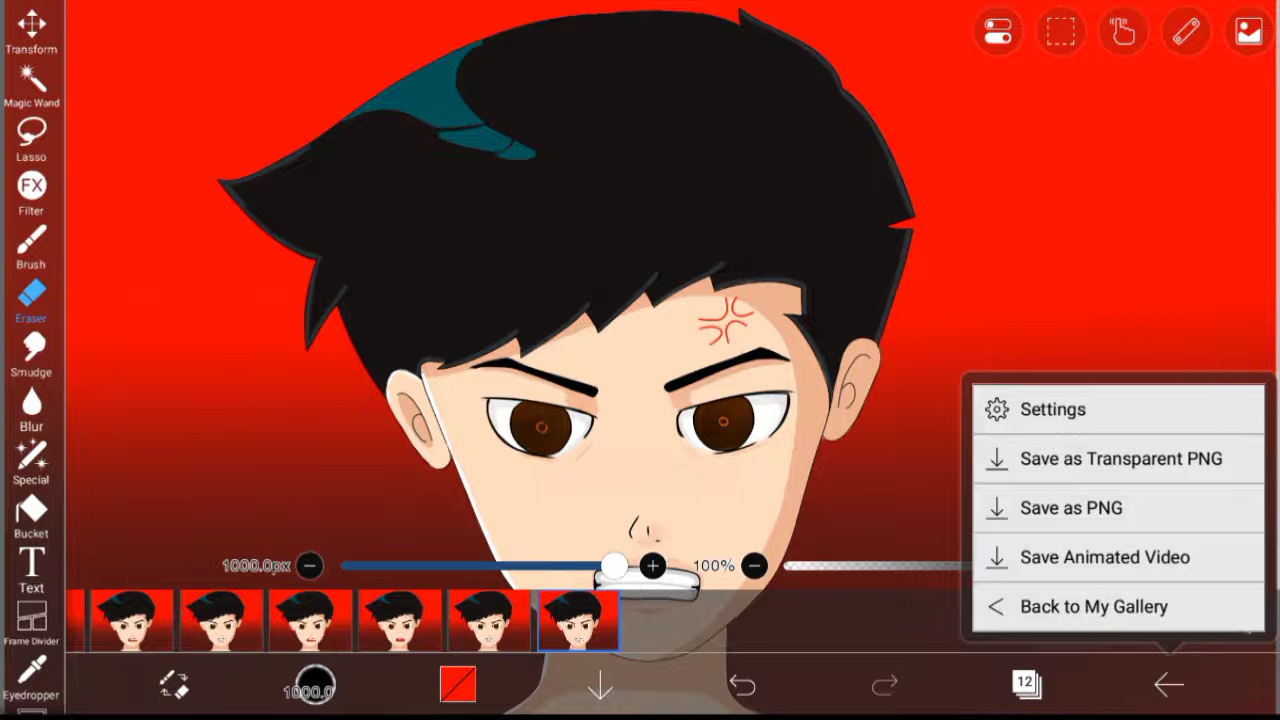 Transform
Magic Wand
Lasso
FX
Filter
Brush
Eraser
Smudge
Blur
Special
Bucket
T
Text
Frame Divider
Eyedropper
Settings
Save as Transparent PNG
Save as PNG
Save Animated Video
Back to My Gallery
1000.0px
100%
1000.0
12